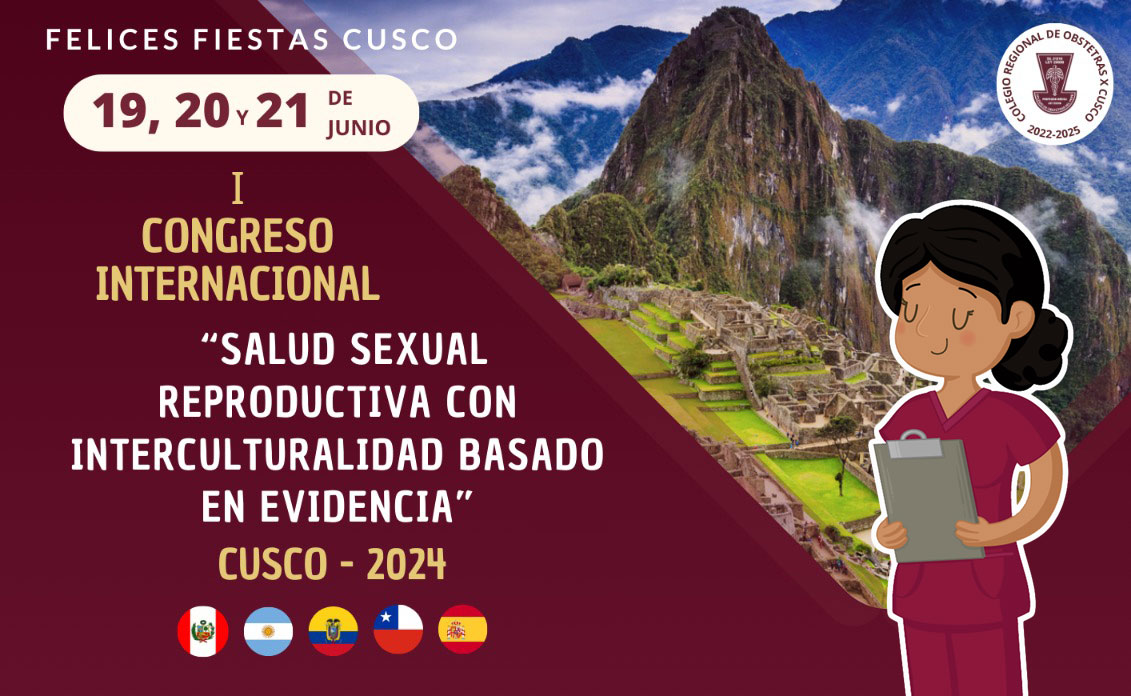 FELICES FIESTAS CUSCO
19, 20 Y 21 DE JUNIO
I
CONGRESO
INTERNACIONAL
“SALUD SEXUAL
REPRODUCTIVA CON
INTERCULTURALIDAD BASADO
EN EVIDENCIA”
CUSCO - 2024
COLEGIO REGIONAL DE OBSTETRAS X CUSCO
2022-2025